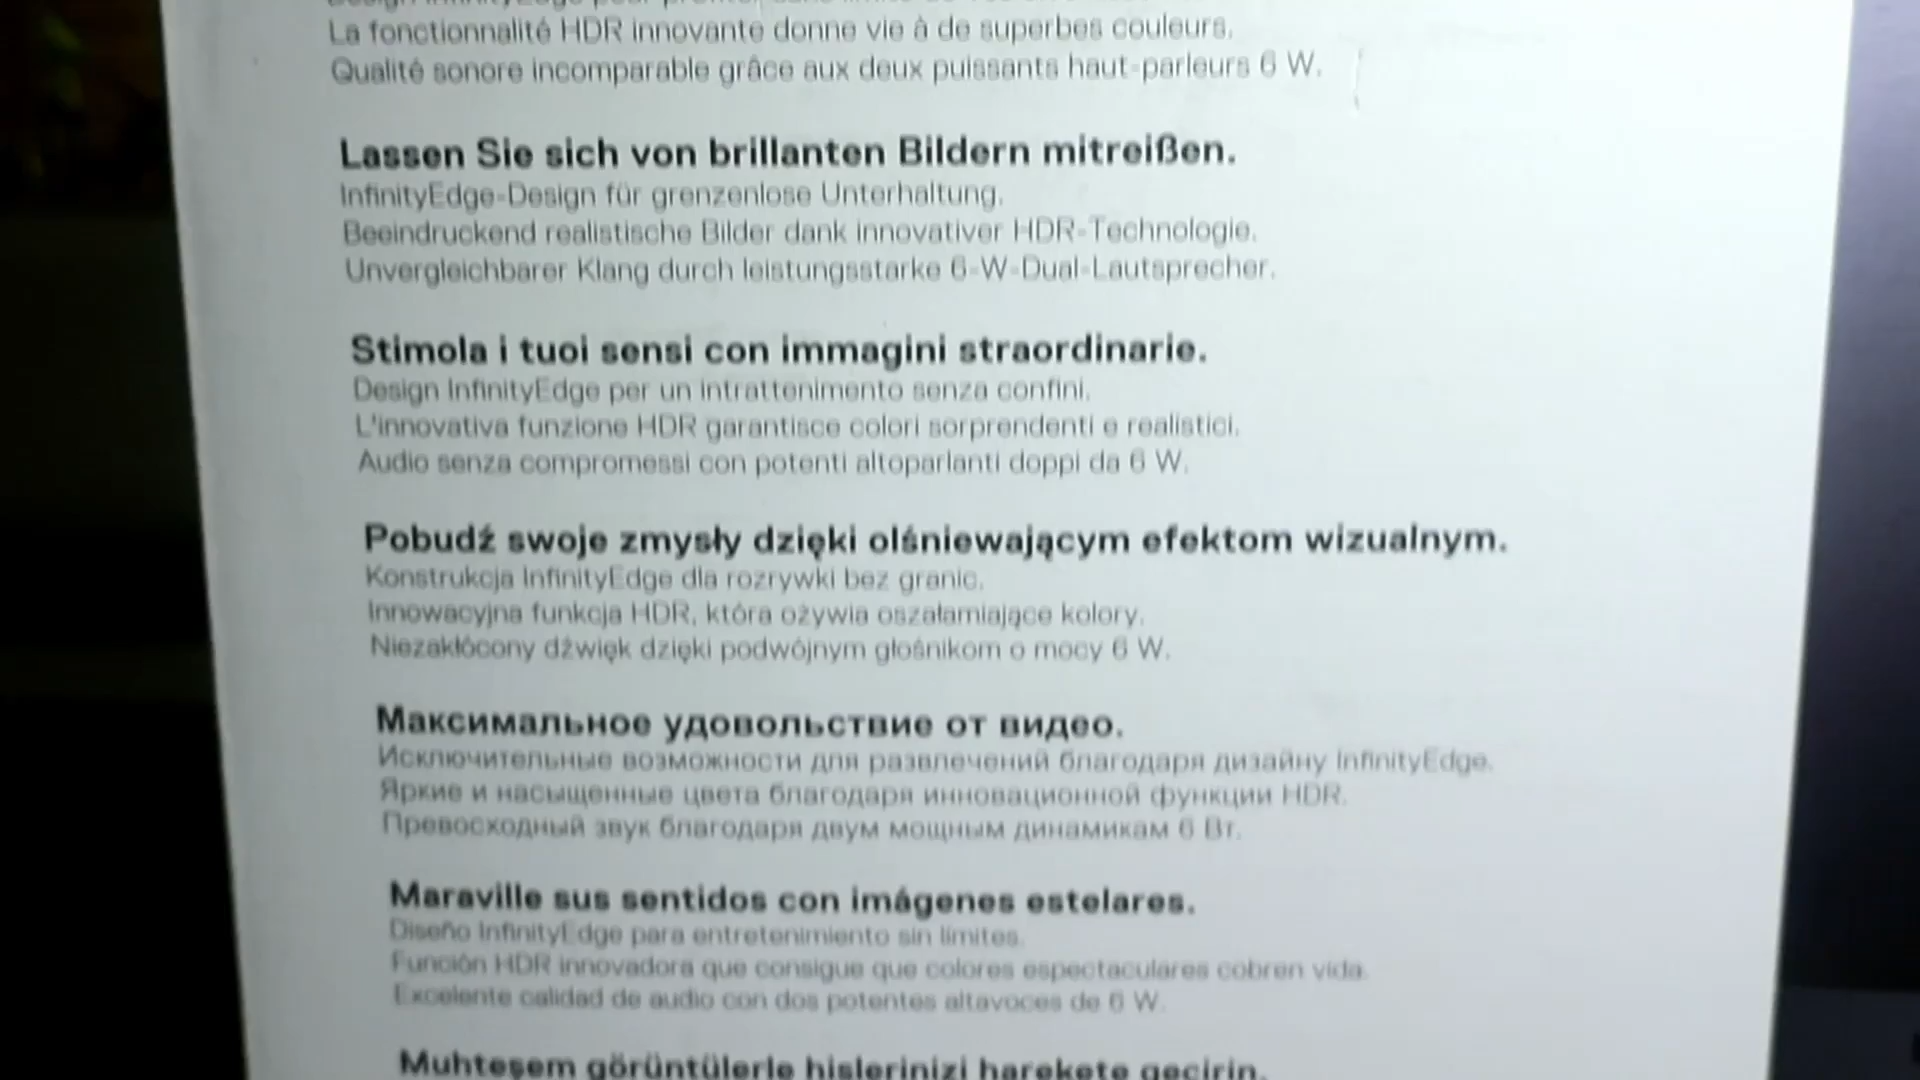 La fonctionnalité HDR innovante donne vie à de superbes couleurs.
Qualité sonore incomparable grâce aux deux puissants haut-parleurs 6 W.
Lassen Sie sich von brillanten Bildern mitreißen.
InfinityEdge-Design für grenzenlose Unterhaltung.
Beeindruckend realistische Bilder dank innovativer HDR-Technologie.
Unvergleichbarer Klang durch leistungsstarke 6-W-Dual-Lautsprecher.
Stimola i tuoi sensi con immagini straordinarie.
Design InfinityEdge per un intrattenimento senza confini.
L'innovativa funzione HDR garantisce colori sorprendenti e realistici.
Audio senza compromessi con potenti altoparlanti doppi da 6 W.
Pobudź swoje zmysły dzięki olśniewającym efektom wizualnym.
Konstrukcja InfinityEdge dla rozrywki bez granic.
Innowacyjna funkcja HDR, która ożywia oszałamiające kolory.
Niezakłócony dźwięk dzięki podwójnym głośnikom o mocy 6 W.
Максимальное удовольствие от видео.
Исключительные возможности для развлечений благодаря дизайну InfinityEdge.
Яркие и насыщенные цвета благодаря инновационной функции HDR.
Превосходный звук благодаря двум мощным динамикам 6 Вт.
Maraville sus sentidos con imágenes estelares.
Diseño InfinityEdge para entretenimiento sin límites.
Función HDR innovadora que consigue que colores espectaculares cobren vida.
Excelente calidad de audio con dos potentes altavoces de 6 W.
Muhteşem görüntülerle hislerinizi harekete geçirin.